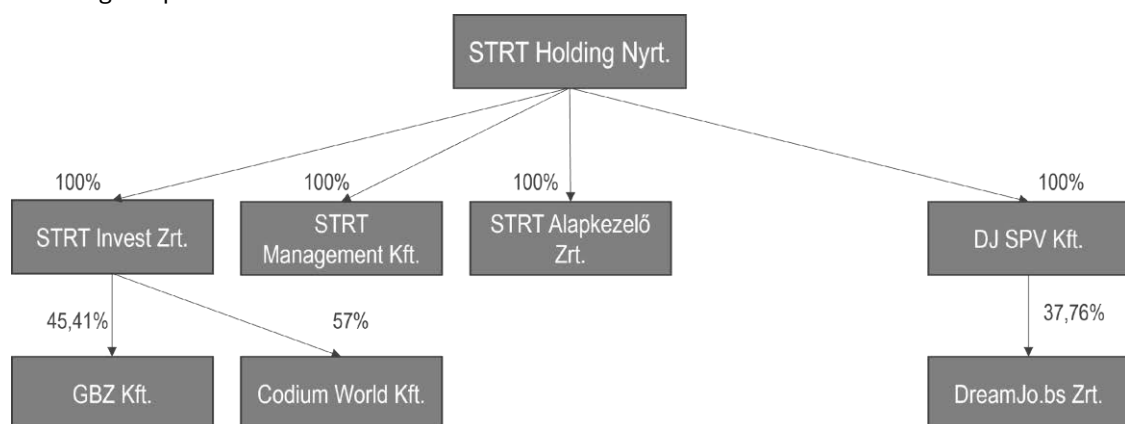 STRT Holding Nyrt.
100%
100%
100%
100%
STRT Invest Zrt.
STRT
Management Kft.
STRT Alapkezelő
Zrt.
DJ SPV Kft.
45,41%
57%
37,76%
GBZ Kft.
Codium World Kft.
DreamJo.bs Zrt.